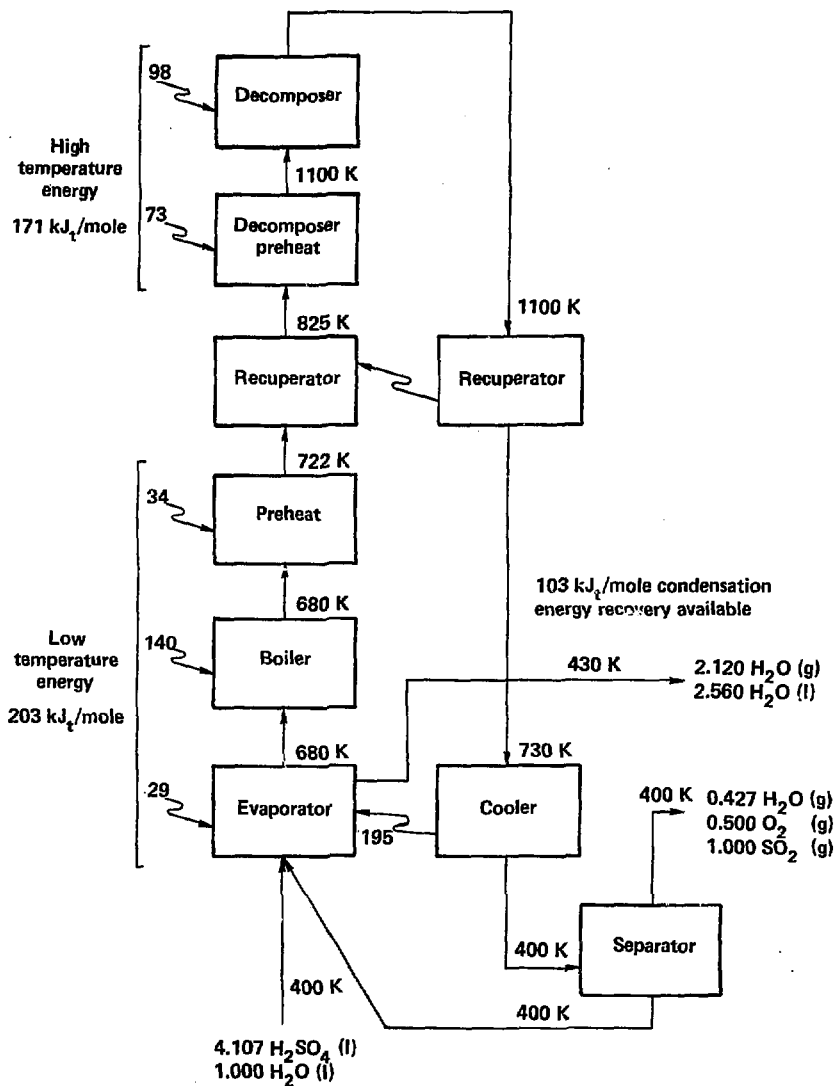 98
Decomposer
High
temperature
energy
171 kJt/mole
1100 K
73
Decomposer
preheat
825 K
1100 K
Recuperator
Recuperator
722 K
34
Preheat
103 kJt/mole condensation
energy recovery available
680 K
Low
temperature
energy
203 kJt/mole
140
Boiler
430 K
2.120 H2O (g)
2.560 H2O (l)
680 K
730 K
29
Evaporator
195
Cooler
400 K
0.427 H2O (g)
0.500 O2 (g)
1.000 SO2 (g)
Separator
400 K
400 K
400 K
4.107 H2SO4 (l)
1.000 H2O (l)